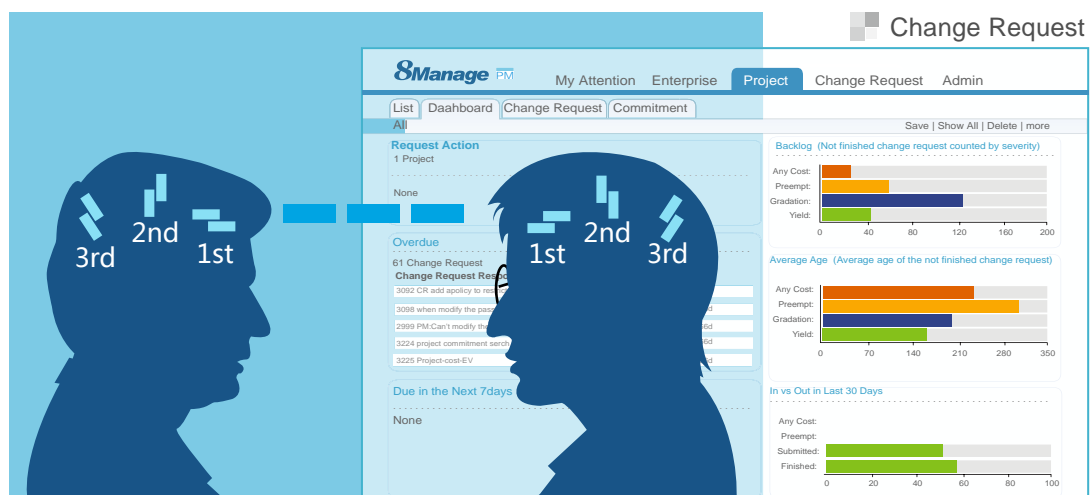 Change Request
8Manage PM
My Attention Enterprise Project Change Request Admin
List Daahboard Change Request Commitment
All
Save | Show All | Delete | more
Request Action
1 Project
None
Overdue
61 Change Request
Change Request
3092 CR add apolicy to
3098 when modify the
2999 PM:Can't modify the
3224 project commitment serch
3225 Project-cost-EV
Due in the Next 7days
None
3rd
2nd
1st
1st
2nd
3rd
Backlog (Not finished change request counted by severity)
Any Cost:
Preempt:
Gradation:
Yield:
0 40 80 120 160 200
Average Age (Average age of the not finished change request)
Any Cost:
Preempt:
Gradation:
Yield:
0 70 140 210 280 350
In vs Out in Last 30 Days
Any Cost:
Preempt:
Submitted:
Finished:
0 20 40 60 80 100